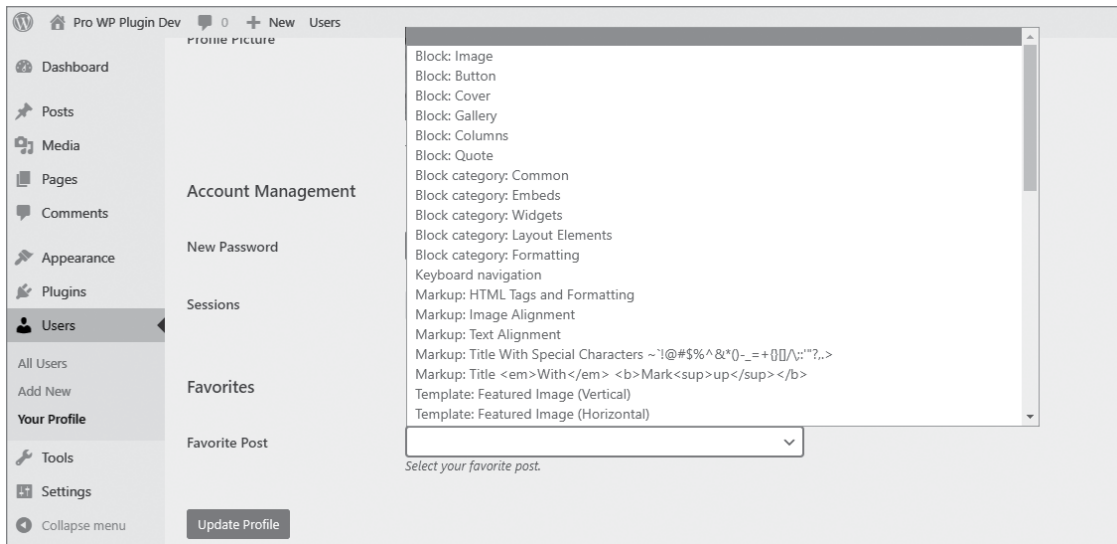 Pro WP Plugin Dev 0 New Users
Dashboard
Posts
Media
Pages
Comments
Appearance
Plugins
Users
All Users
Add New
Your Profile
Tools
Settings
Collapse menu
Profile Picture
Account Management
New Password
Sessions
Favorites
Favorite Post
Block: Image
Block: Button
Block: Cover
Block: Gallery
Block: Columns
Block: Quote
Block category: Common
Block category: Embeds
Block category: Widgets
Block category: Layout Elements
Block category: Formatting
Keyboard navigation
Markup: HTML Tags and Formatting
Markup: Image Alignment
Markup: Text Alignment
Markup: Title With Special Characters ~`!@#$%^&*()-_=+{}[]/\;:'"?,.>
Markup: Title <em>With</em> <b>Mark<sup>up</sup></b>
Template: Featured Image (Vertical)
Template: Featured Image (Horizontal)
Select your favorite post.
Update Profile